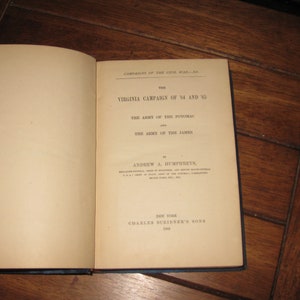 CAMPAIGNS OF THE CIVIL WAR.
THE
VIRGINIA CAMPAIGN OF '64 AND '65
THE ARMY OF THE POTOMAC
AND
THE ARMY OF THE JAMES
BY
ANDREW A. HUMPHREYS,
NEW YORK
CHARLES SCRIBNER'S SONS